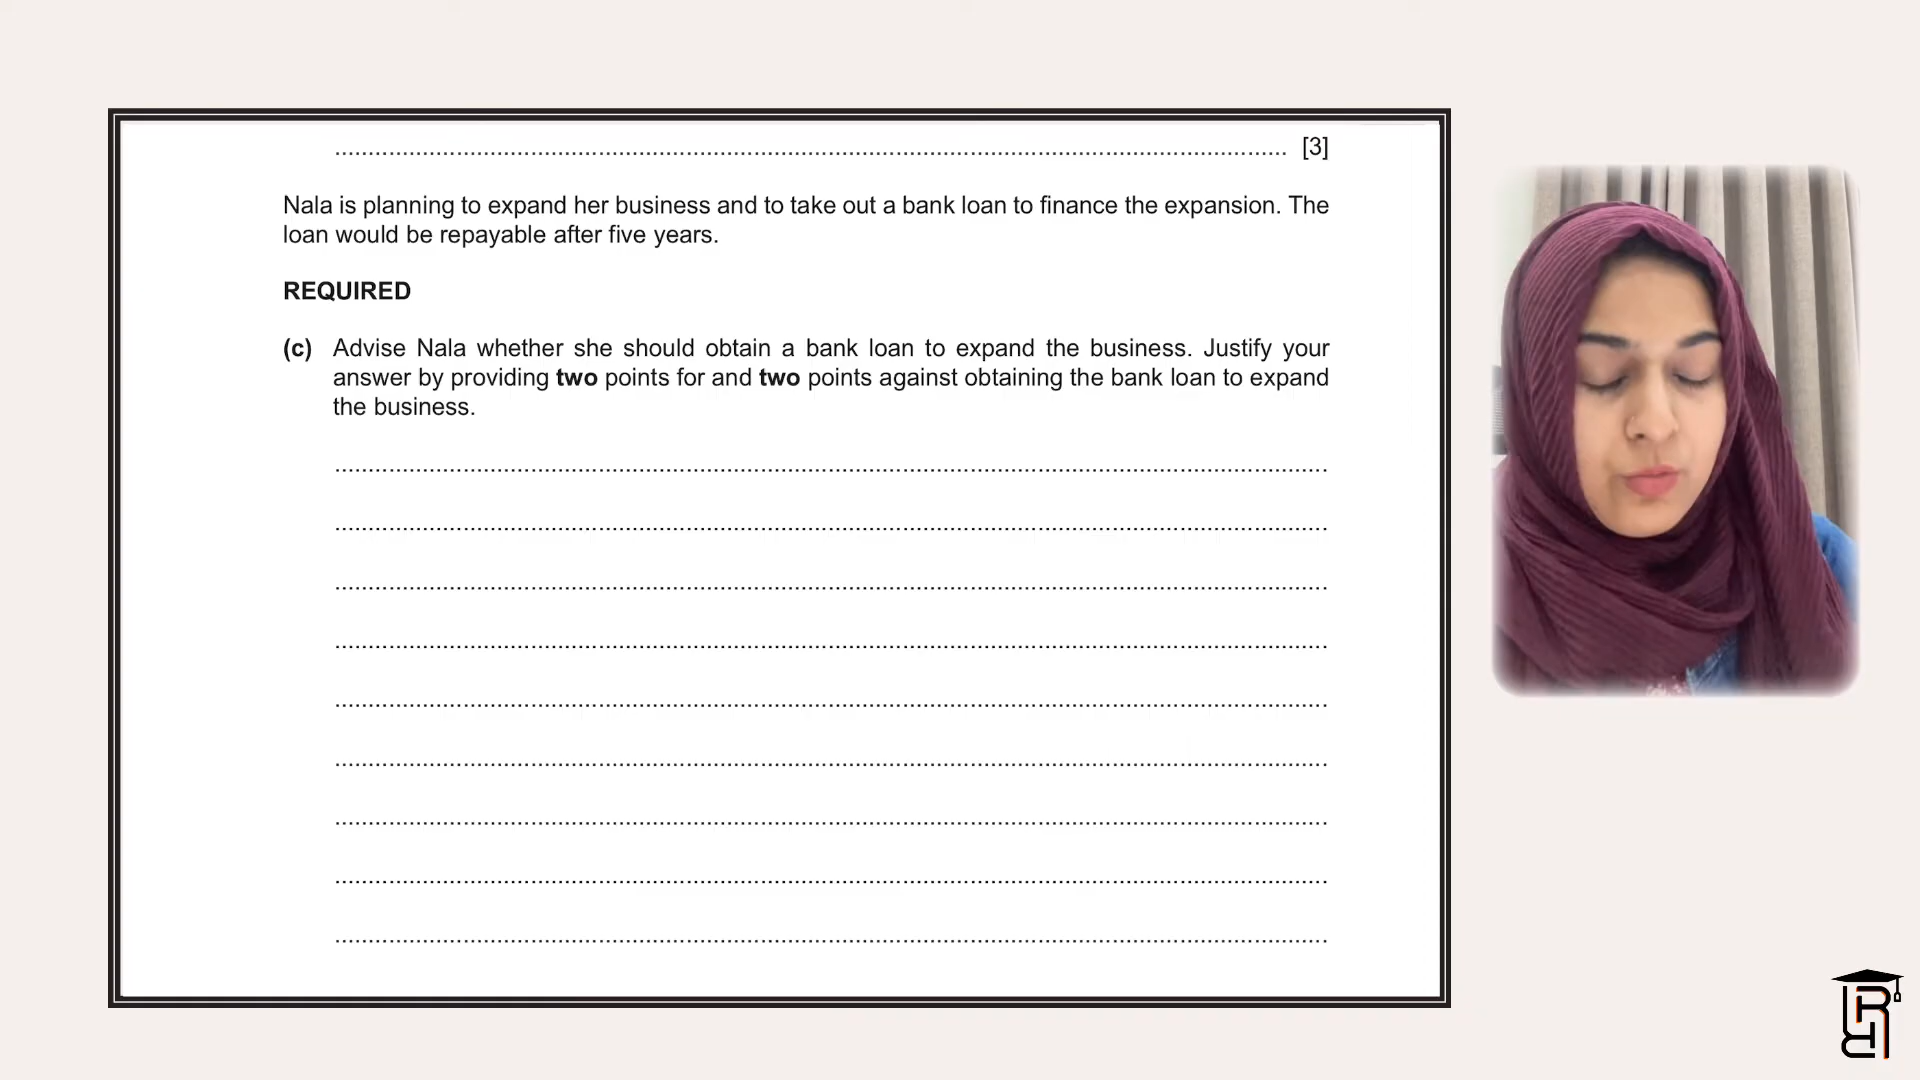 [3]
Nala is planning to expand her business and to take out a bank loan to finance the expansion. The
loan would be repayable after five years.
REQUIRED
(c) Advise Nala whether she should obtain a bank loan to expand the business. Justify your
answer by providing two points for and two points against obtaining the bank loan to expand
the business.